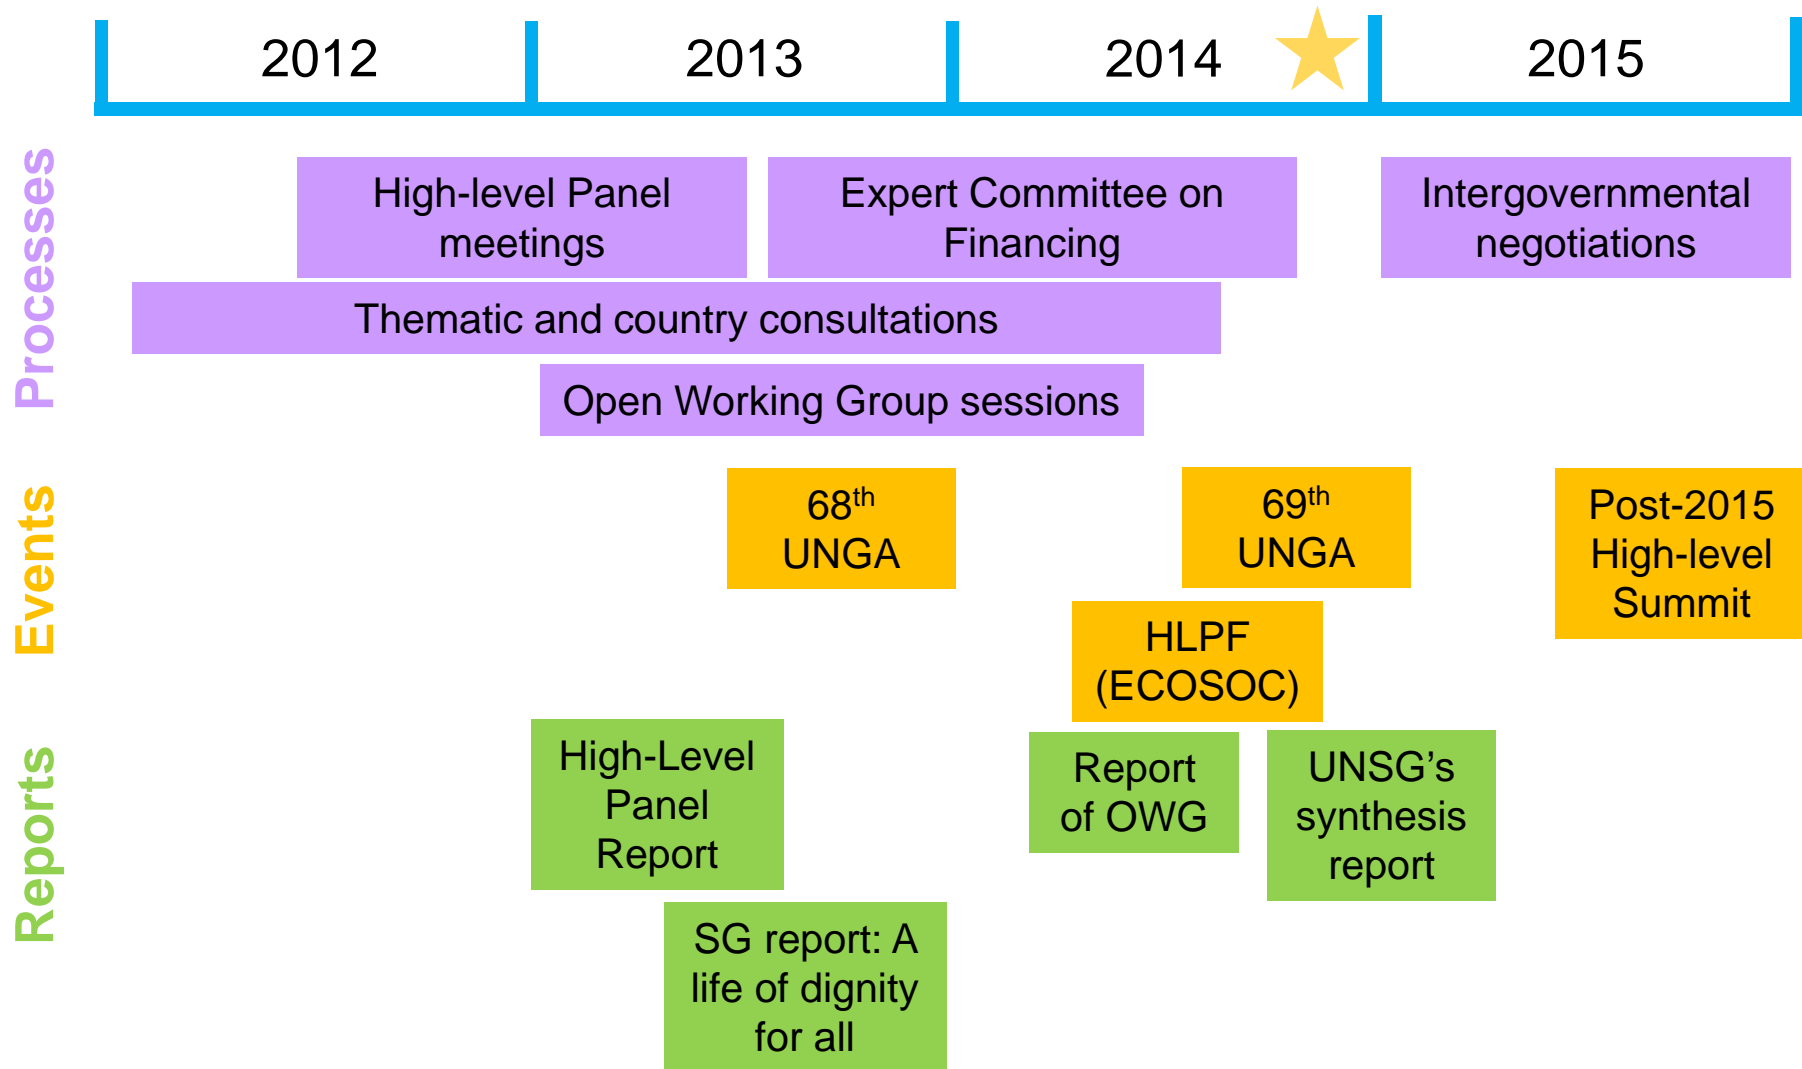 2012
2013
2014
2015
Processes
High-level Panel
meetings
Expert Committee on
Financing
Intergovernmental
negotiations
Thematic and country consultations
Open Working Group sessions
Events
68th
UNGA
69th
UNGA
Post-2015
High-level
Summit
HLPF
(ECOSOC)
Reports
High-Level
Panel
Report
Report
of OWG
UNSG’s
synthesis
report
SG report: A
life of dignity
for all